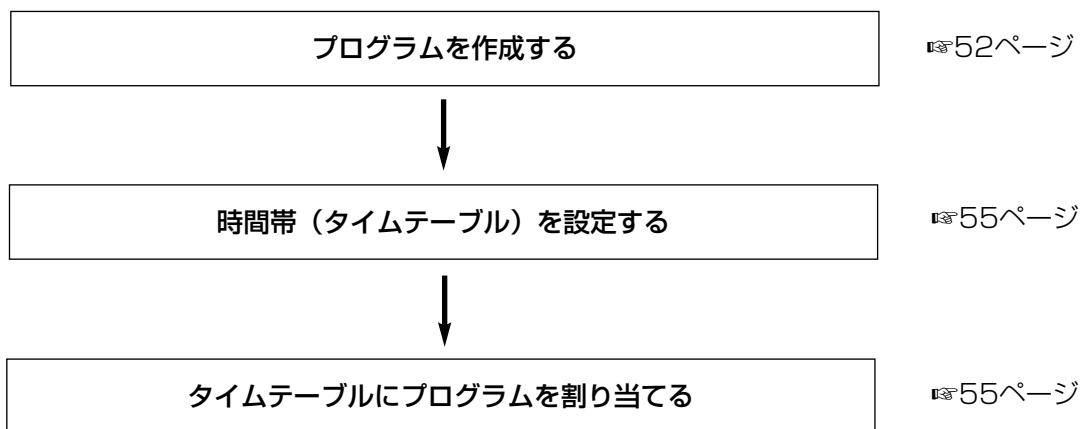 プログラムを作成する ☞52ページ
時間帯（タイムテーブル）を設定する ☞55ページ
タイムテーブルにプログラムを割り当てる ☞55ページ